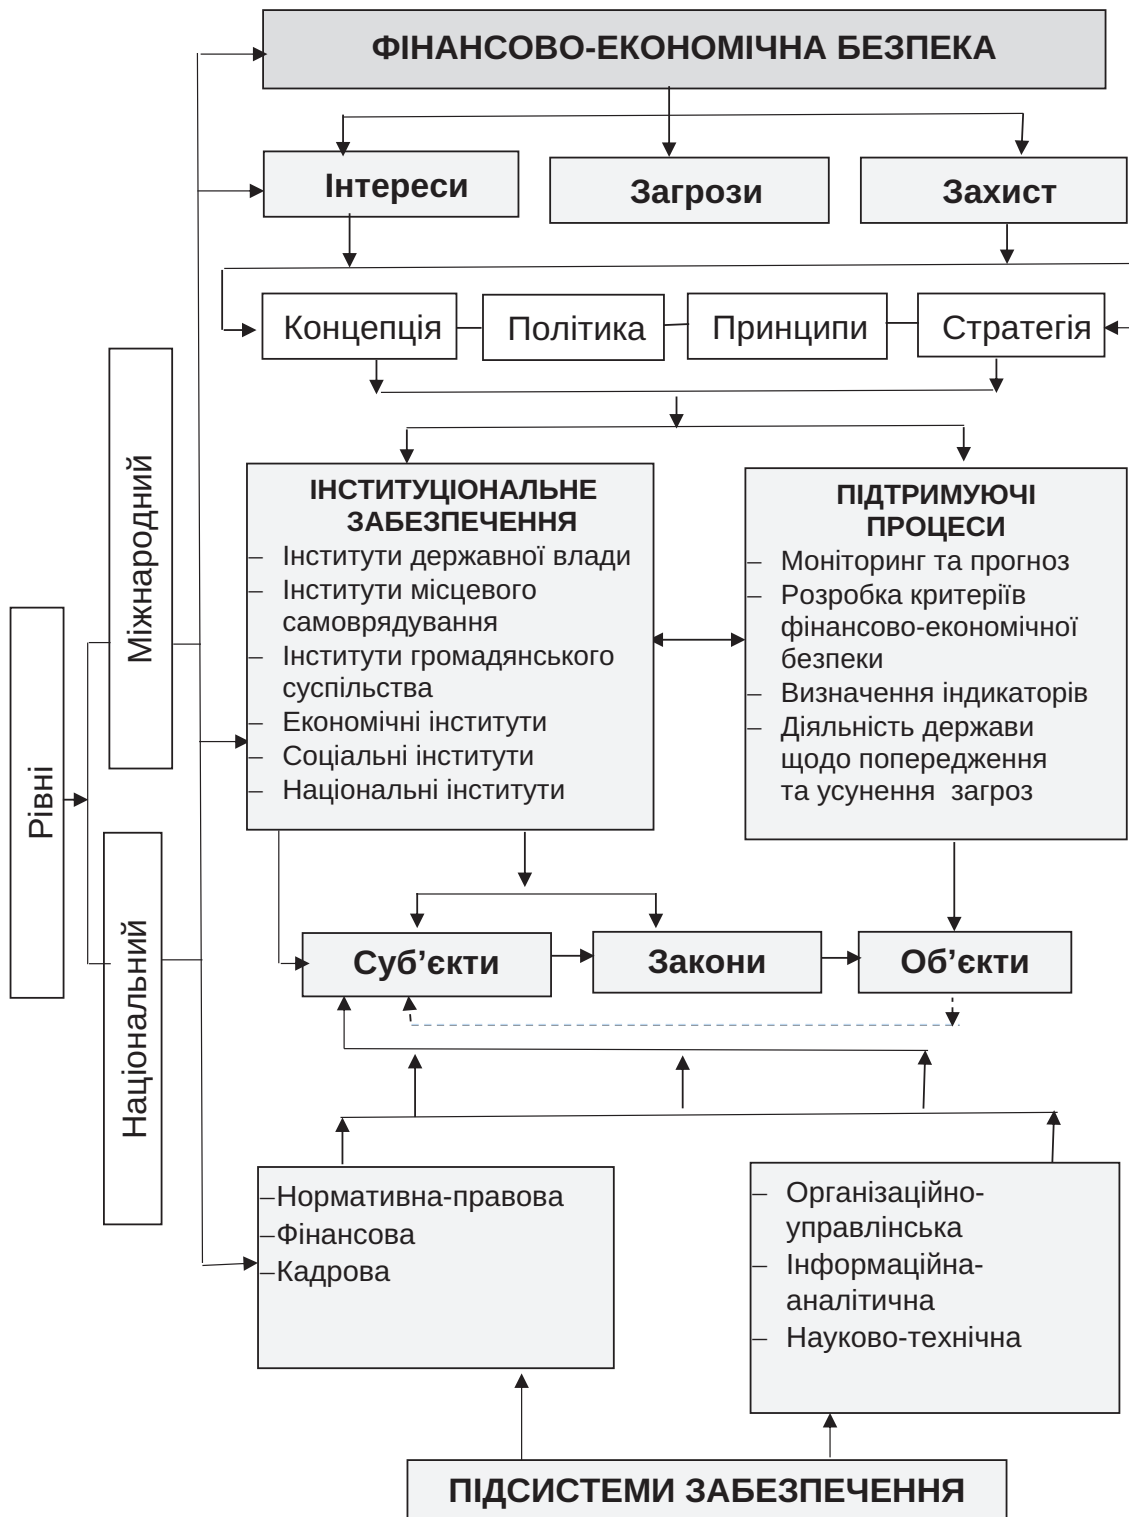 ФІНАНСОВО-ЕКОНОМІЧНА БЕЗПЕКА
Інтереси
Загрози
Захист
Концепція
Політика
Принципи
Стратегія
Рівні
Міжнародний
Національний
ІНСТИТУЦІОНАЛЬНЕ
ЗАБЕЗПЕЧЕННЯ
– Інститути державної влади
– Інститути місцевого
самоврядування
– Інститути громадянського
суспільства
– Економічні інститути
– Соціальні інститути
– Національні інститути
ПІДТРИМУЮЧІ
ПРОЦЕСИ
– Моніторинг та прогноз
– Розробка критеріїв
фінансово-економічної
безпеки
– Визначення індикаторів
– Діяльність держави
щодо попередження
та усунення загроз
Суб’єкти
Закони
Об’єкти
–Нормативна-правова
–Фінансова
–Кадрова
– Організаційно-
управлінська
– Інформаційна-
аналітична
– Науково-технічна
ПІДСИСТЕМИ ЗАБЕЗПЕЧЕННЯ